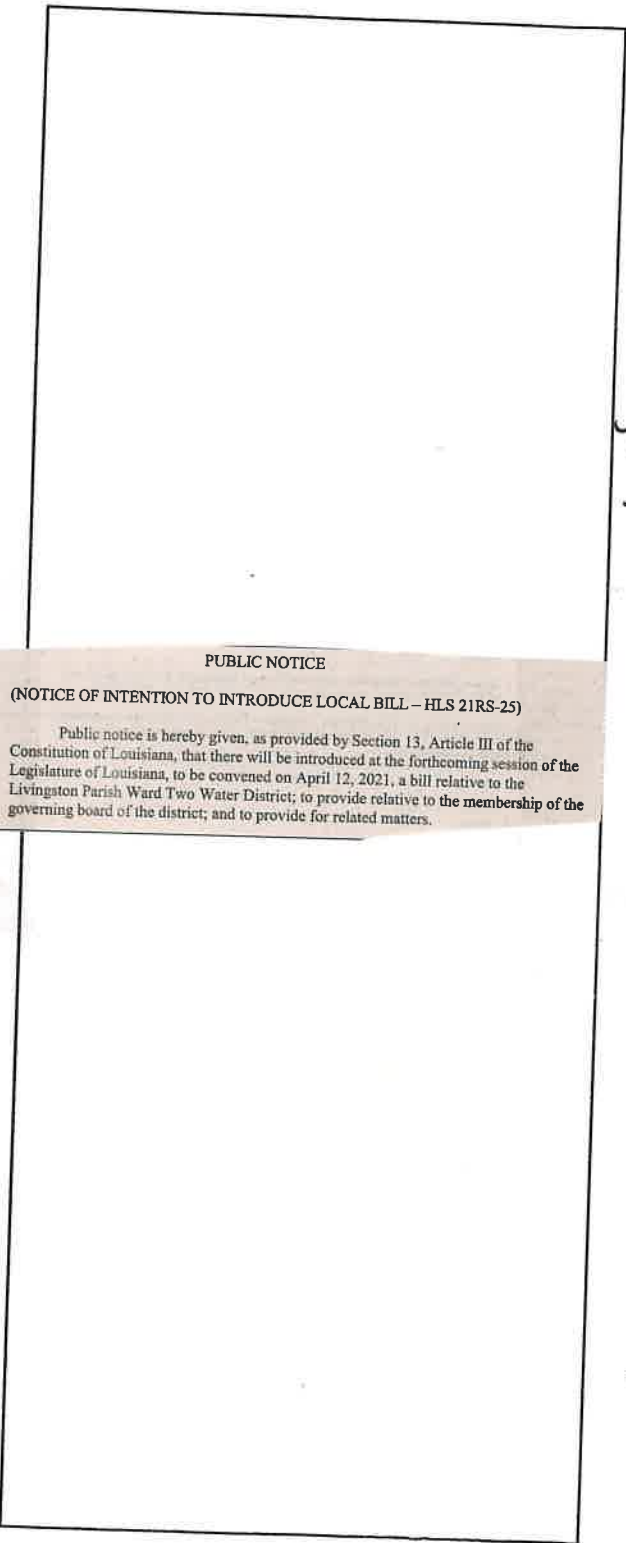 PUBLIC NOTICE
(NOTICE OF INTENTION TO INTRODUCE LOCAL BILL – HLS 21RS-25)
Public notice is hereby given, as provided by Section 13, Article III of the
Constitution of Louisiana, that there will be introduced at the forthcoming session of the
Legislature of Louisiana, to be convened on April 12, 2021, a bill relative to the
Livingston Parish Ward Two Water District; to provide relative to the membership of the
governing board of the district; and to provide for related matters.